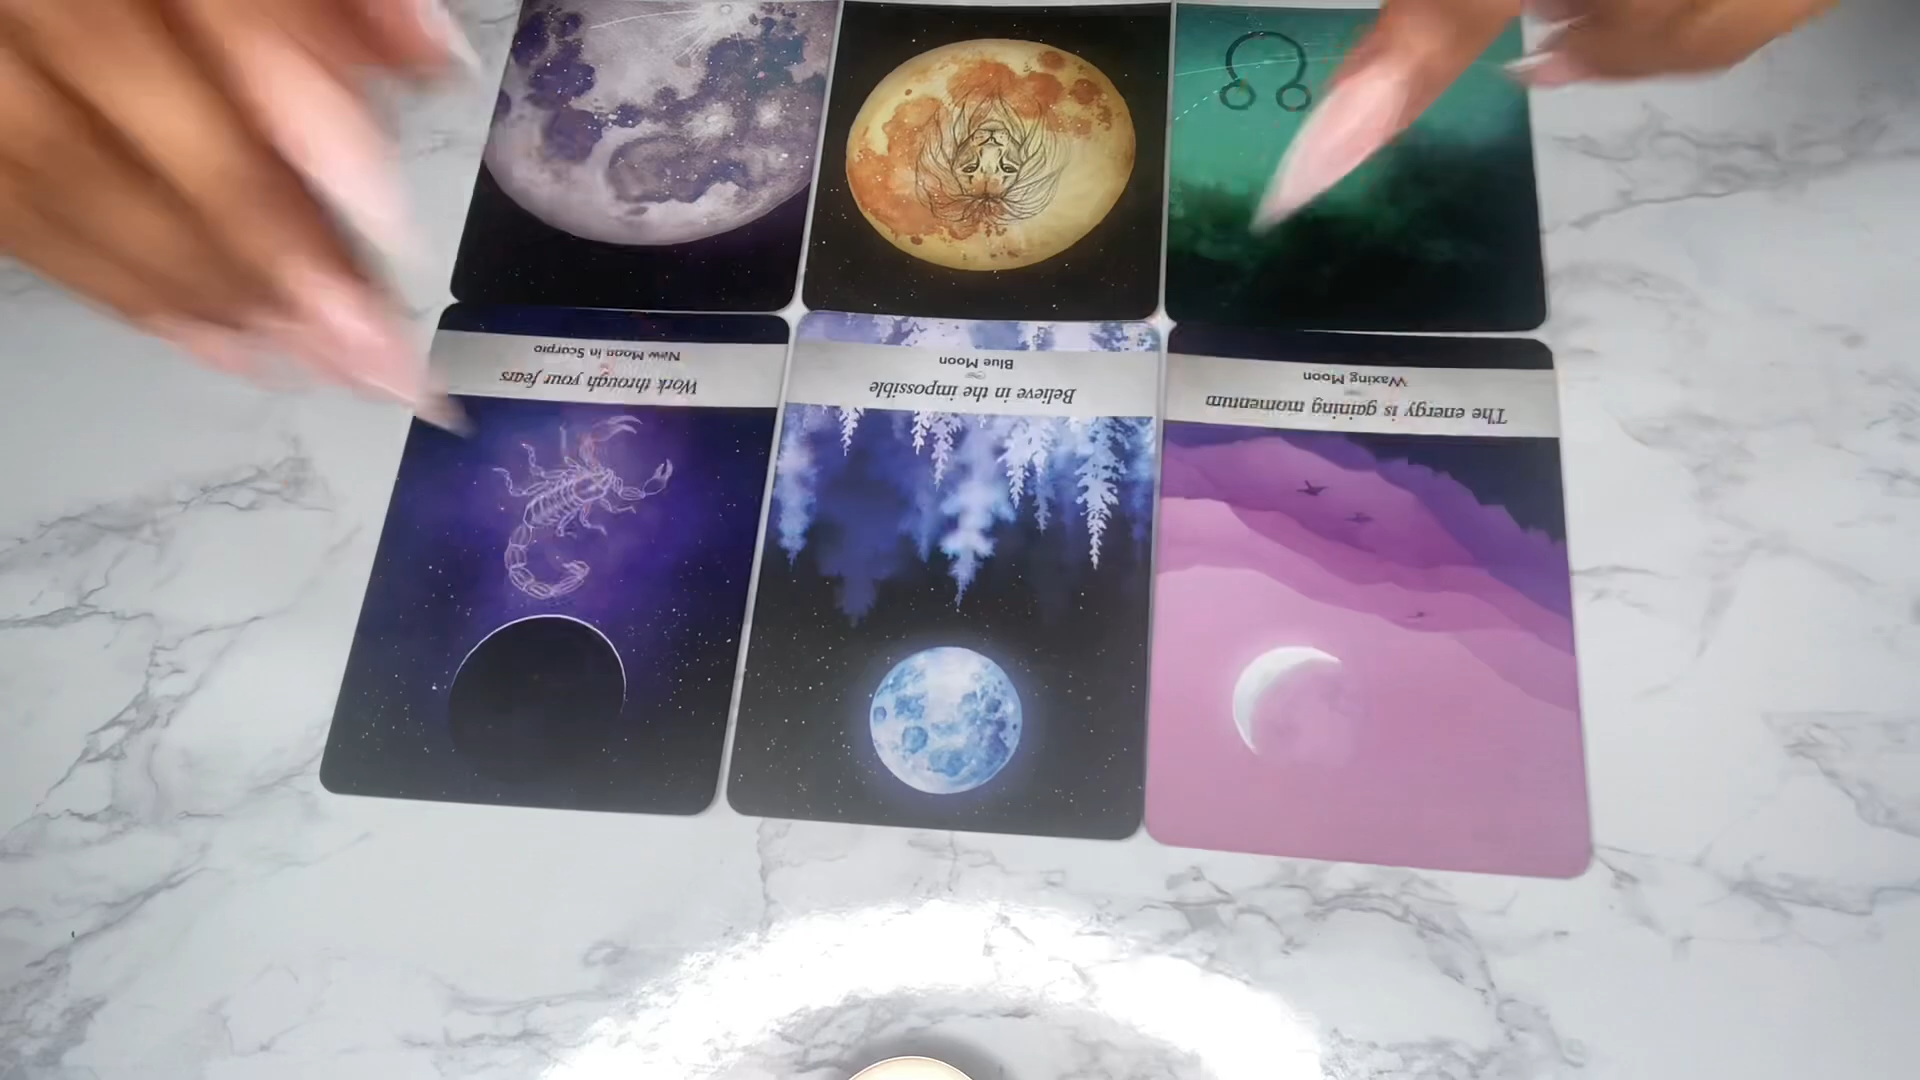 Work through your fears
New Moon in Scorpio
Believe in the impossible
Blue Moon
The energy is gaining momentum
Waxing Moon